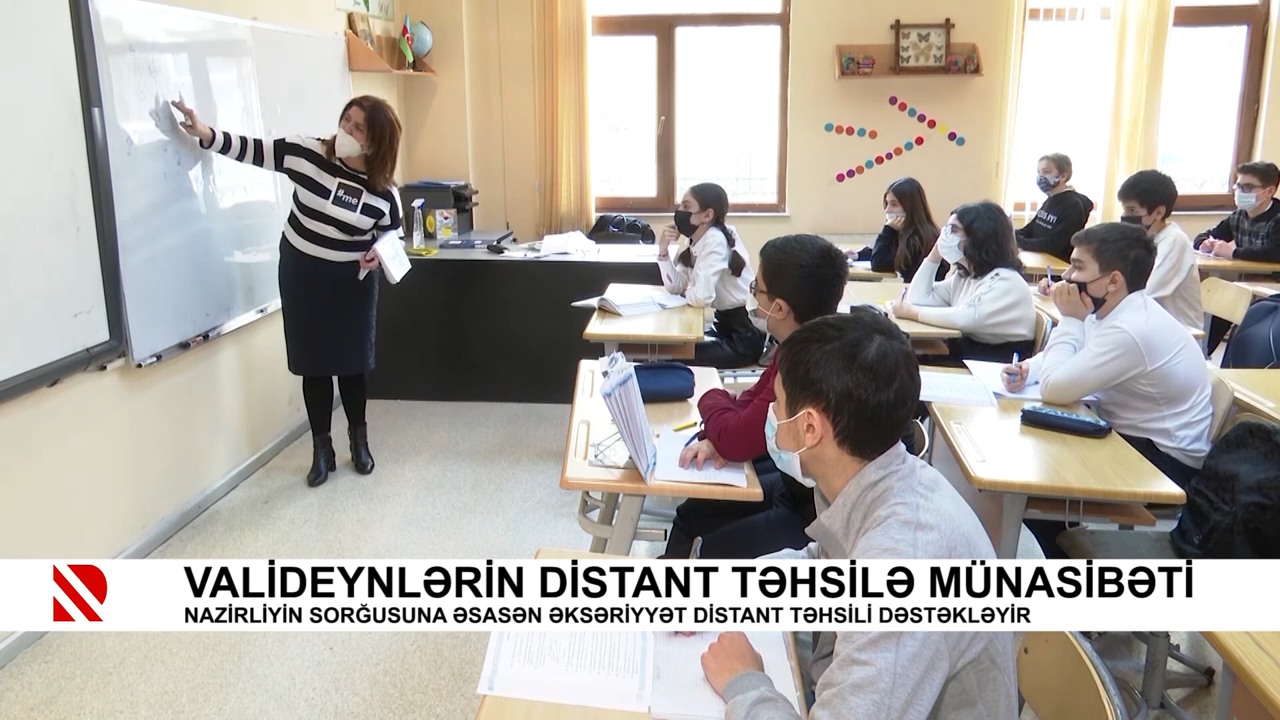 #me
VALİDEYNLƏRİN DİSTANT TƏHSİLƏ MÜNASİBƏTİ
NAZİRLİYİN SORĞUSUNA ƏSASƏN ƏKSƏRİYYƏT DİSTANT TƏHSİLİ DƏSTƏKLƏYİR